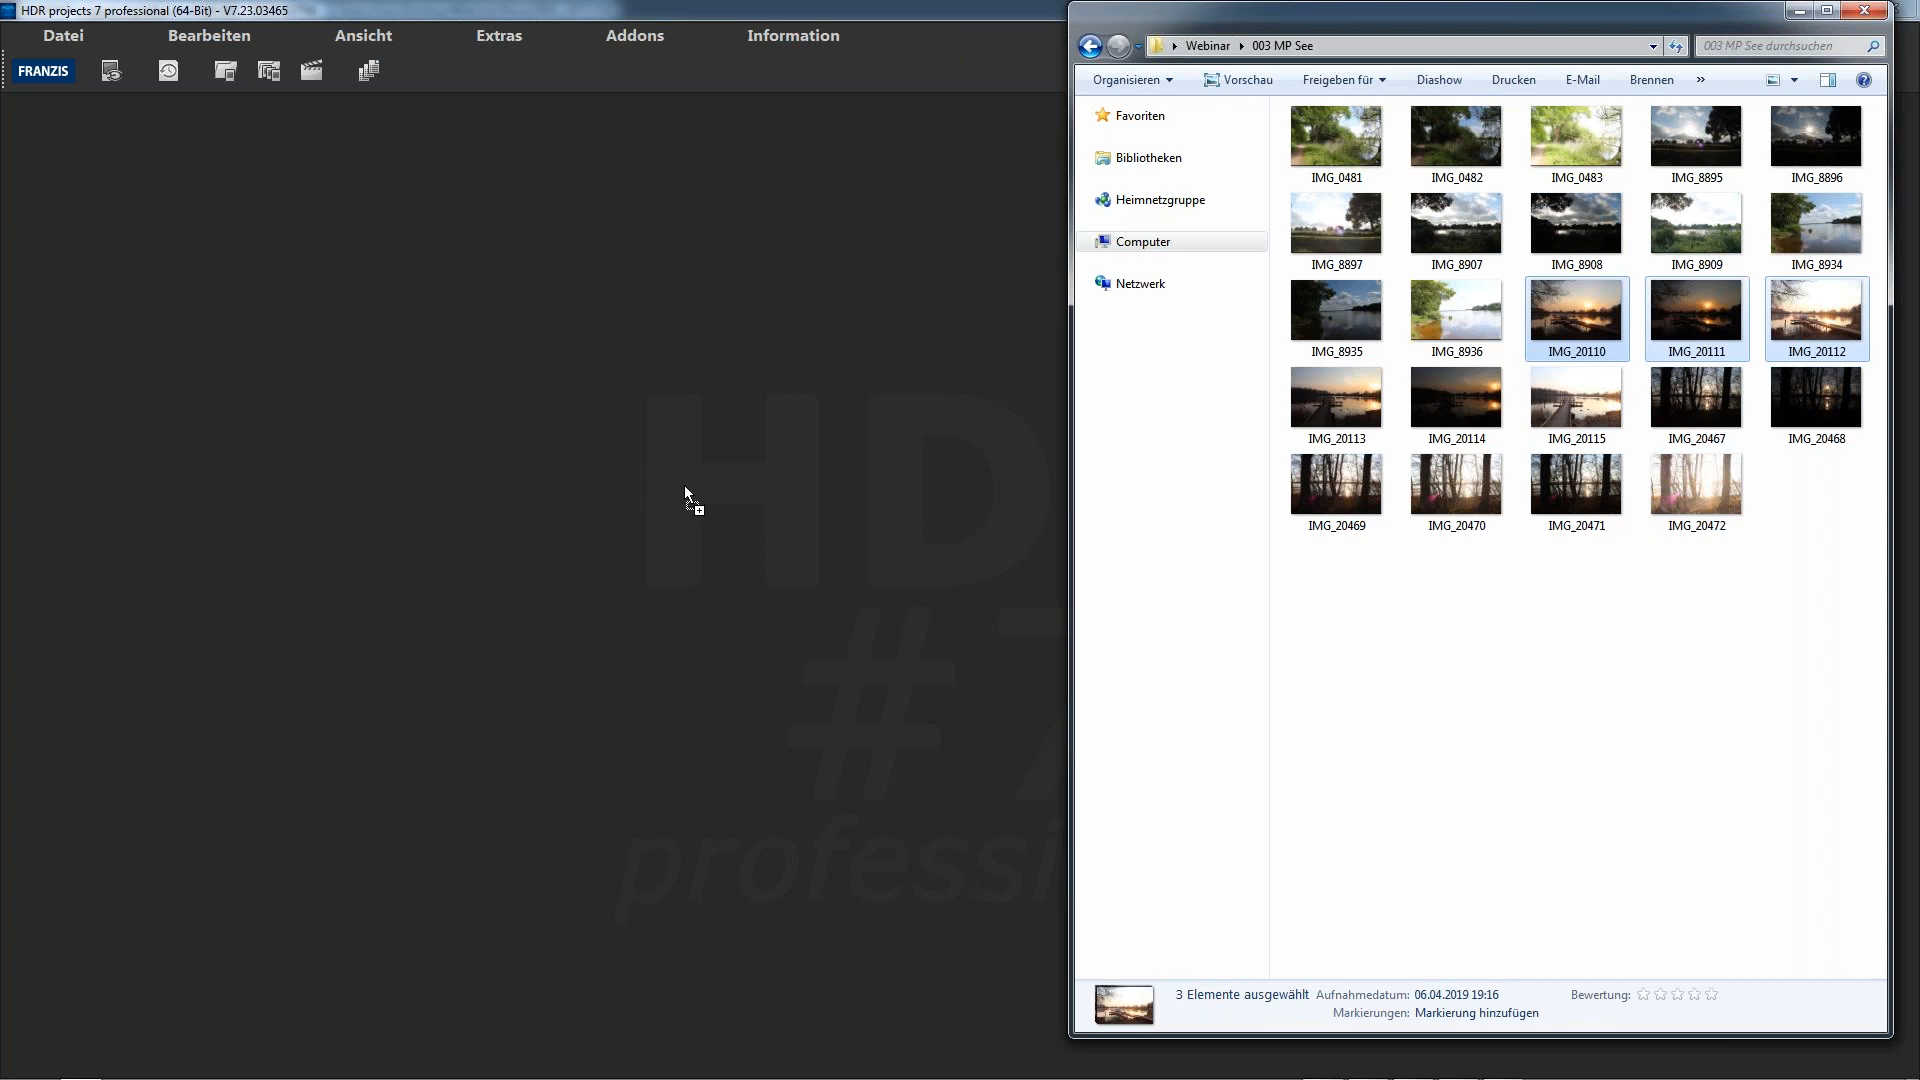 HDR projects 7 professional (64-Bit) - V7.23.03465
Datei Bearbeiten Ansicht Extras Addons Information
FRANZIS
HD
#7
professi
Webinar 003 MP See
003 MP See durchsuchen
Organisieren Vorschau Freigeben für Diashow Drucken E-Mail Brennen »
Favoriten
Bibliotheken
Heimnetzgruppe
Computer
Netzwerk
IMG_0481 IMG_0482 IMG_0483 IMG_8895 IMG_8896
IMG_8897 IMG_8907 IMG_8908 IMG_8909 IMG_8934
IMG_8935 IMG_8936 IMG_20110 IMG_20111 IMG_20112
IMG_20113 IMG_20114 IMG_20115 IMG_20467 IMG_20468
IMG_20469 IMG_20470 IMG_20471 IMG_20472
3 Elemente ausgewählt Aufnahmedatum: 06.04.2019 19:16 Bewertung:
Markierungen: Markierung hinzufügen